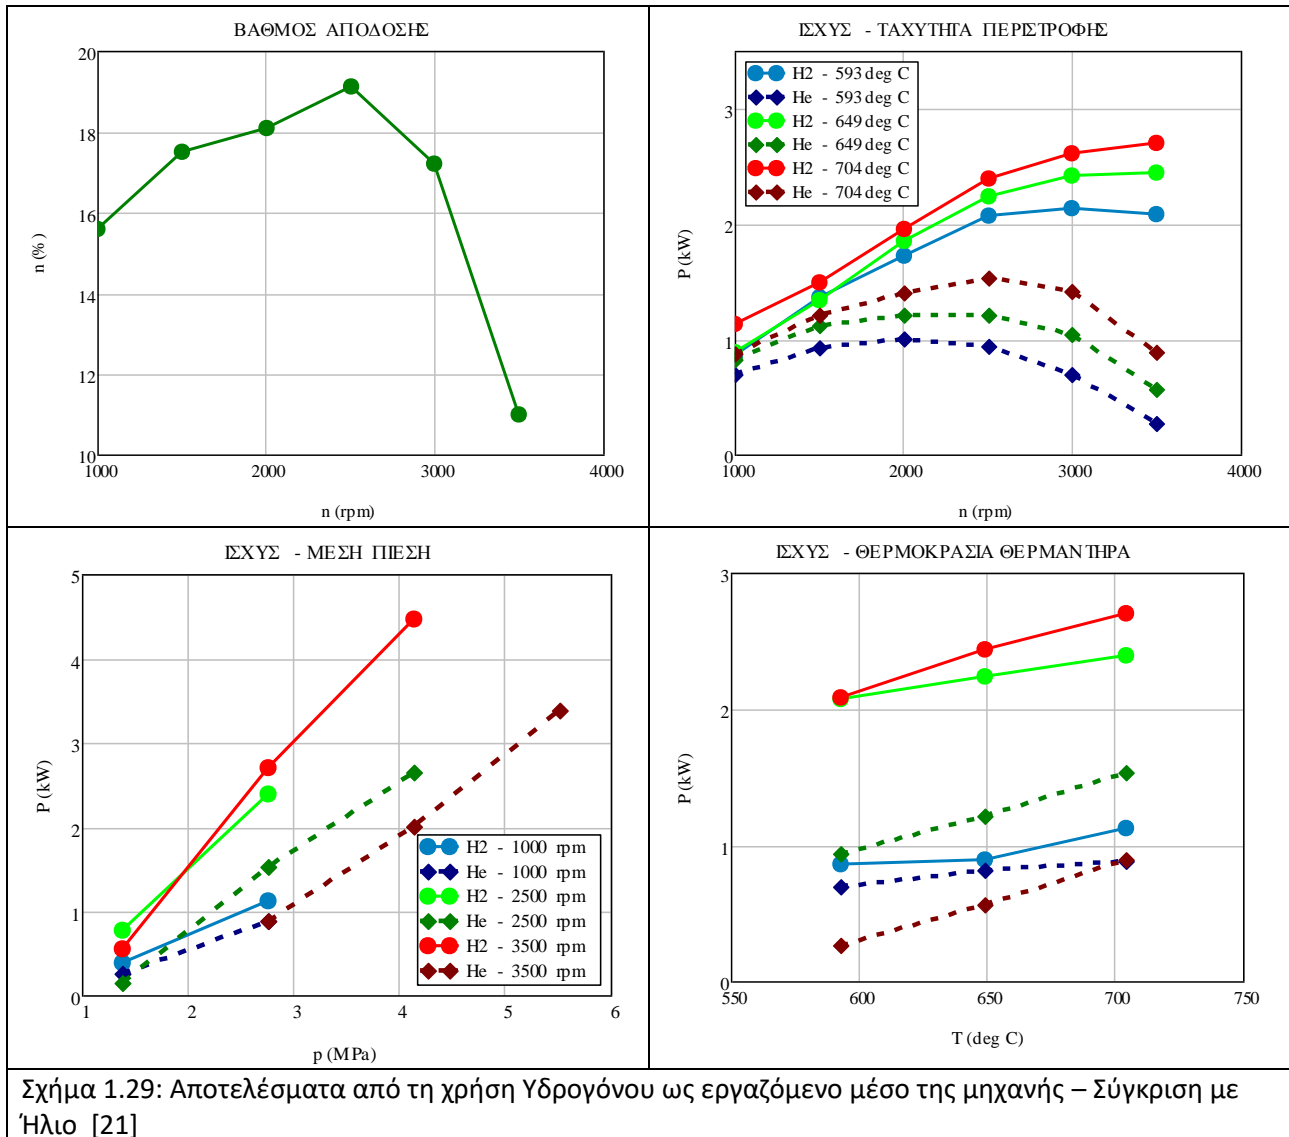 ΒΑΘΜΟΣ ΑΠΟΔΟΣΗΣ
20
18
16
14
12
10
1000
2000
3000
4000
n (%)
n (rpm)
ΙΣΧΥΣ - ΤΑΧΥΤΗΤΑ ΠΕΡΙΣΤΡΟΦΗΣ
H2 - 593 deg C
He - 593 deg C
H2 - 649 deg C
He - 649 deg C
H2 - 704 deg C
He - 704 deg C
3
2
1
0
1000
2000
3000
4000
P (kW)
n (rpm)
ΙΣΧΥΣ - ΜΕΣΗ ΠΙΕΣΗ
5
4
3
2
1
0
1
2
3
4
5
6
P (kW)
p (MPa)
H2 - 1000 rpm
He - 1000 rpm
H2 - 2500 rpm
He - 2500 rpm
H2 - 3500 rpm
He - 3500 rpm
ΙΣΧΥΣ - ΘΕΡΜΟΚΡΑΣΙΑ ΘΕΡΜΑΝΤΗΡΑ
3
2
1
0
550
600
650
700
750
P (kW)
T (deg C)
Σχήμα 1.29: Αποτελέσματα από τη χρήση Υδρογόνου ως εργαζόμενο μέσο της μηχανής – Σύγκριση με
Ήλιο [21]